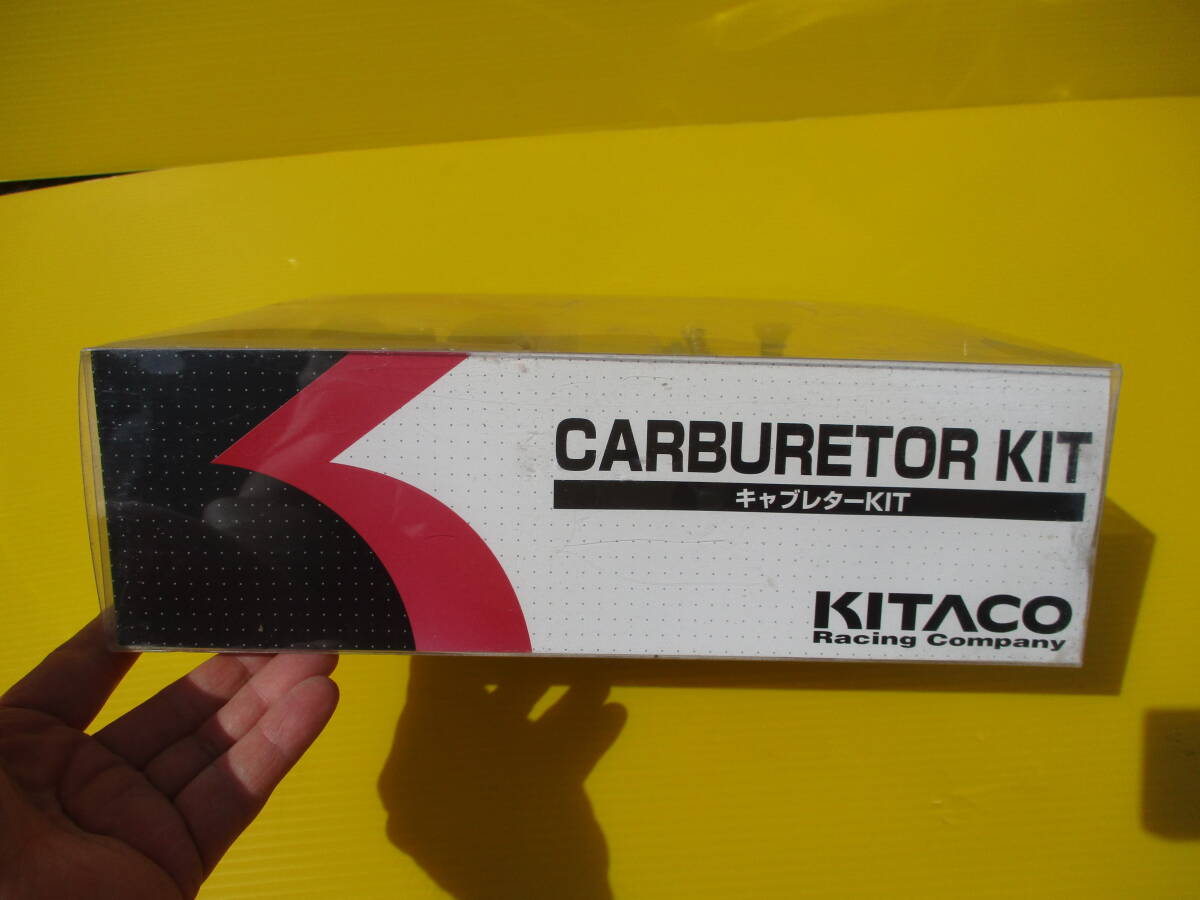 CARBURETOR KIT
キャブレターKIT
KITACO
Racing Company